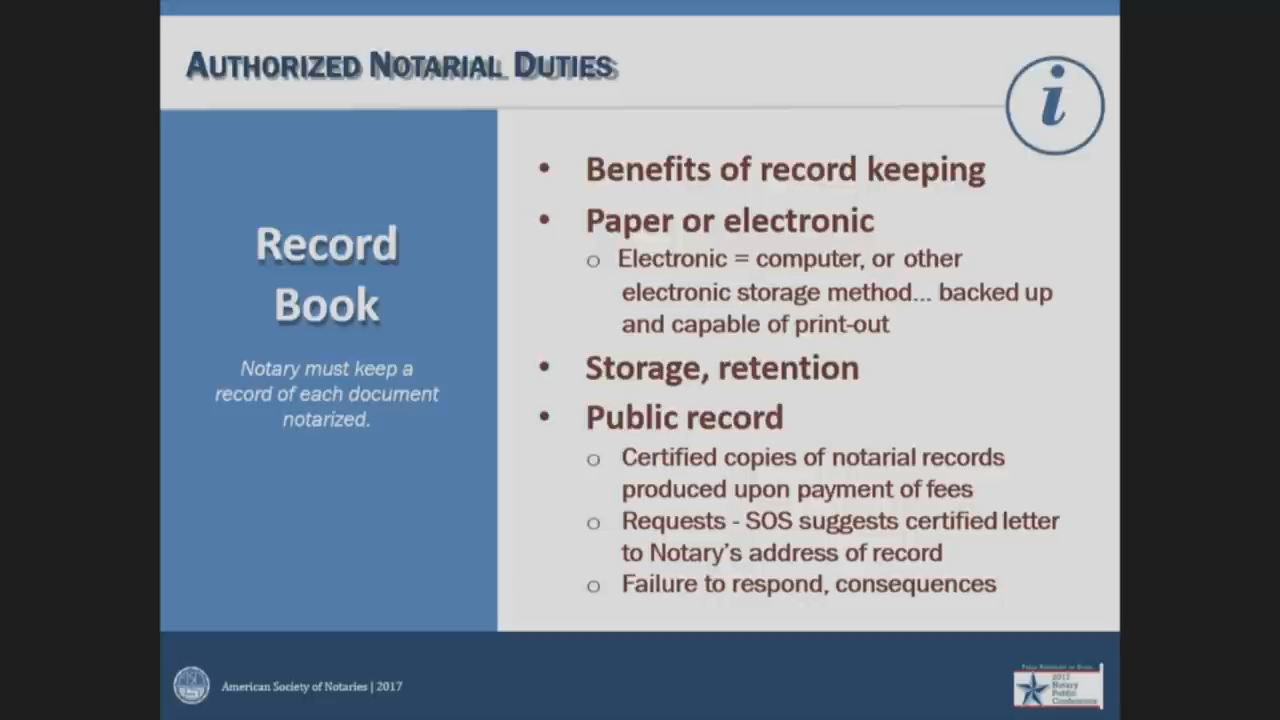 AUTHORIZED NOTARIAL DUTIES
i
Record
Book
Notary must keep a
record of each document
notarized.
• Benefits of record keeping
• Paper or electronic
o Electronic = computer, or other
electronic storage method... backed up
and capable of print-out
• Storage, retention
• Public record
o Certified copies of notarial records
produced upon payment of fees
o Requests - SOS suggests certified letter
to Notary's address of record
o Failure to respond, consequences
American Society of Notaries | 2017
2017
Notary
Public
Conference